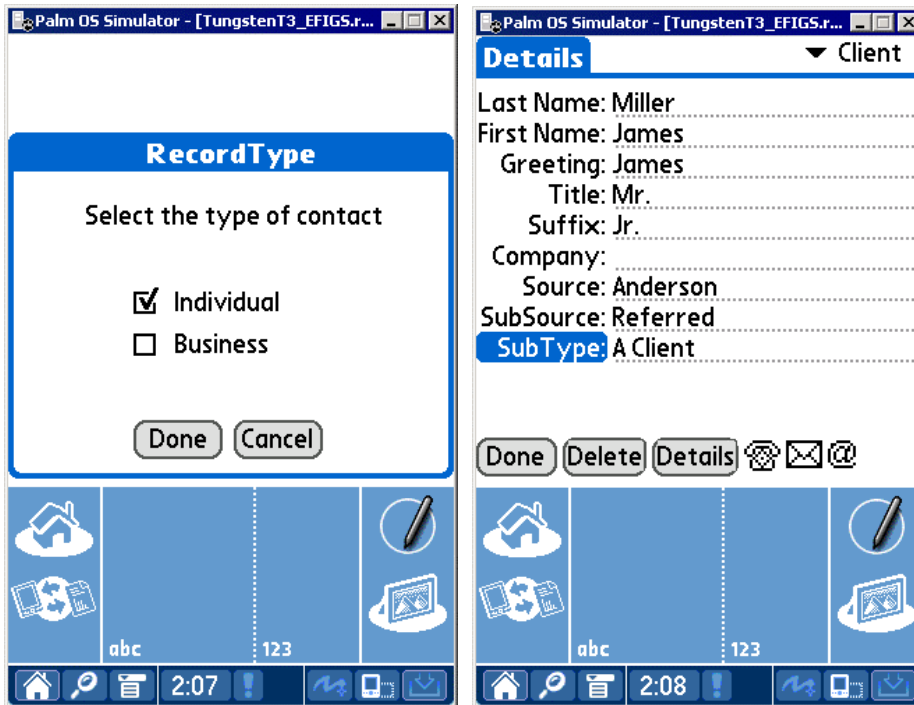 Palm OS Simulator - [TungstenT3_EFIGS.r...
RecordType
Select the type of contact
Individual
Business
Done Cancel
abc 123
2:07
Palm OS Simulator - [TungstenT3_EFIGS.r...
Details Client
Last Name: Miller
First Name: James
Greeting: James
Title: Mr.
Suffix: Jr.
Company:
Source: Anderson
SubSource: Referred
SubType: A Client
Done Delete Details @
abc 123
2:08